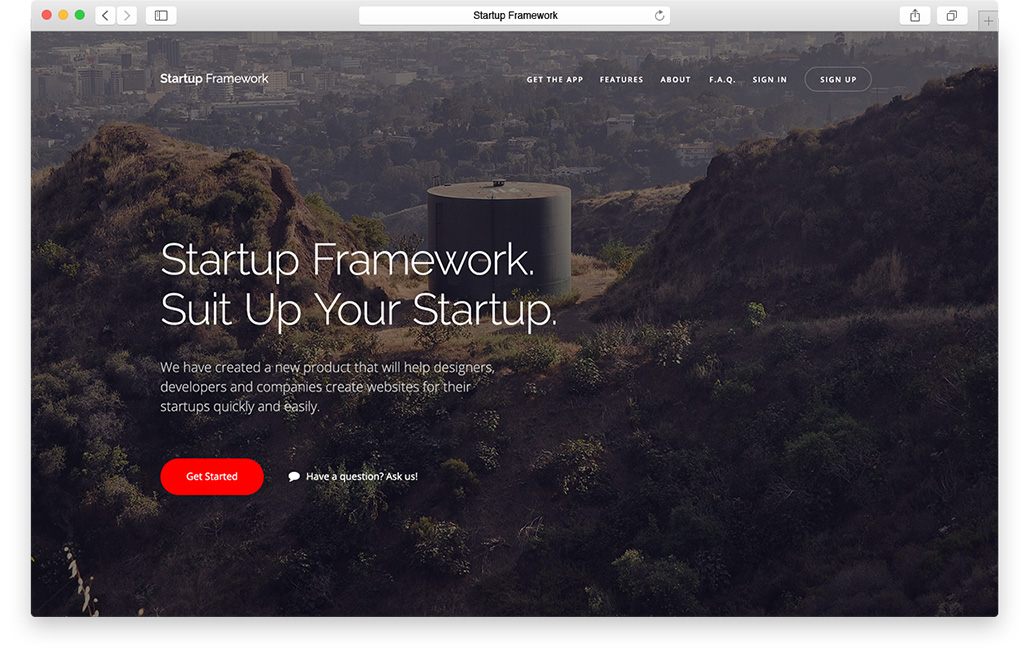 Startup Framework
Startup Framework
GET THE APP FEATURES ABOUT F.A.Q. SIGN IN SIGN UP
Startup Framework.
Suit Up Your Startup.
We have created a new product that will help designers,
developers and companies create websites for their
startups quickly and easily.
Get Started Have a question? Ask us!